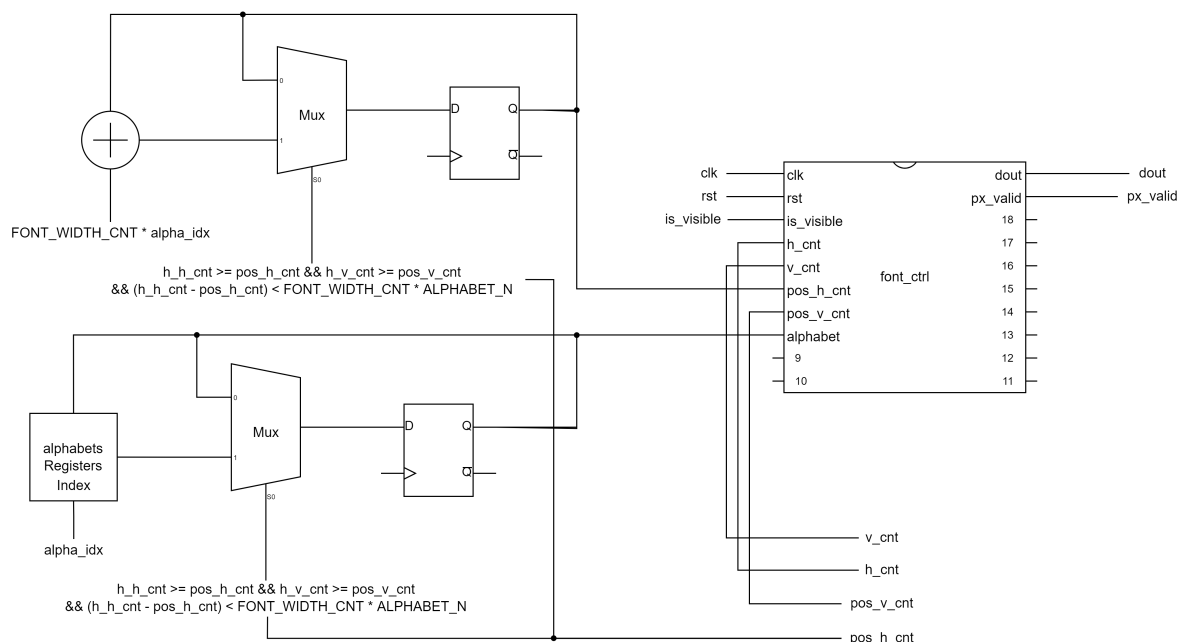 0
Mux
1
S0
D
Q
Q
FONT_WIDTH_CNT * alpha_idx
h_h_cnt >= pos_h_cnt && h_v_cnt >= pos_v_cnt
&& (h_h_cnt - pos_h_cnt) < FONT_WIDTH_CNT * ALPHABET_N
clk
rst
is_visible
clk
rst
is_visible
h_cnt
v_cnt
pos_h_cnt
pos_v_cnt
alphabet
9
10
font_ctrl
dout
px_valid
18
17
16
15
14
13
12
11
dout
px_valid
0
Mux
1
S0
D
Q
Q
alphabets
Registers
Index
alpha_idx
h_h_cnt >= pos_h_cnt && h_v_cnt >= pos_v_cnt
&& (h_h_cnt - pos_h_cnt) < FONT_WIDTH_CNT * ALPHABET_N
v_cnt
h_cnt
pos_v_cnt
pos_h_cnt